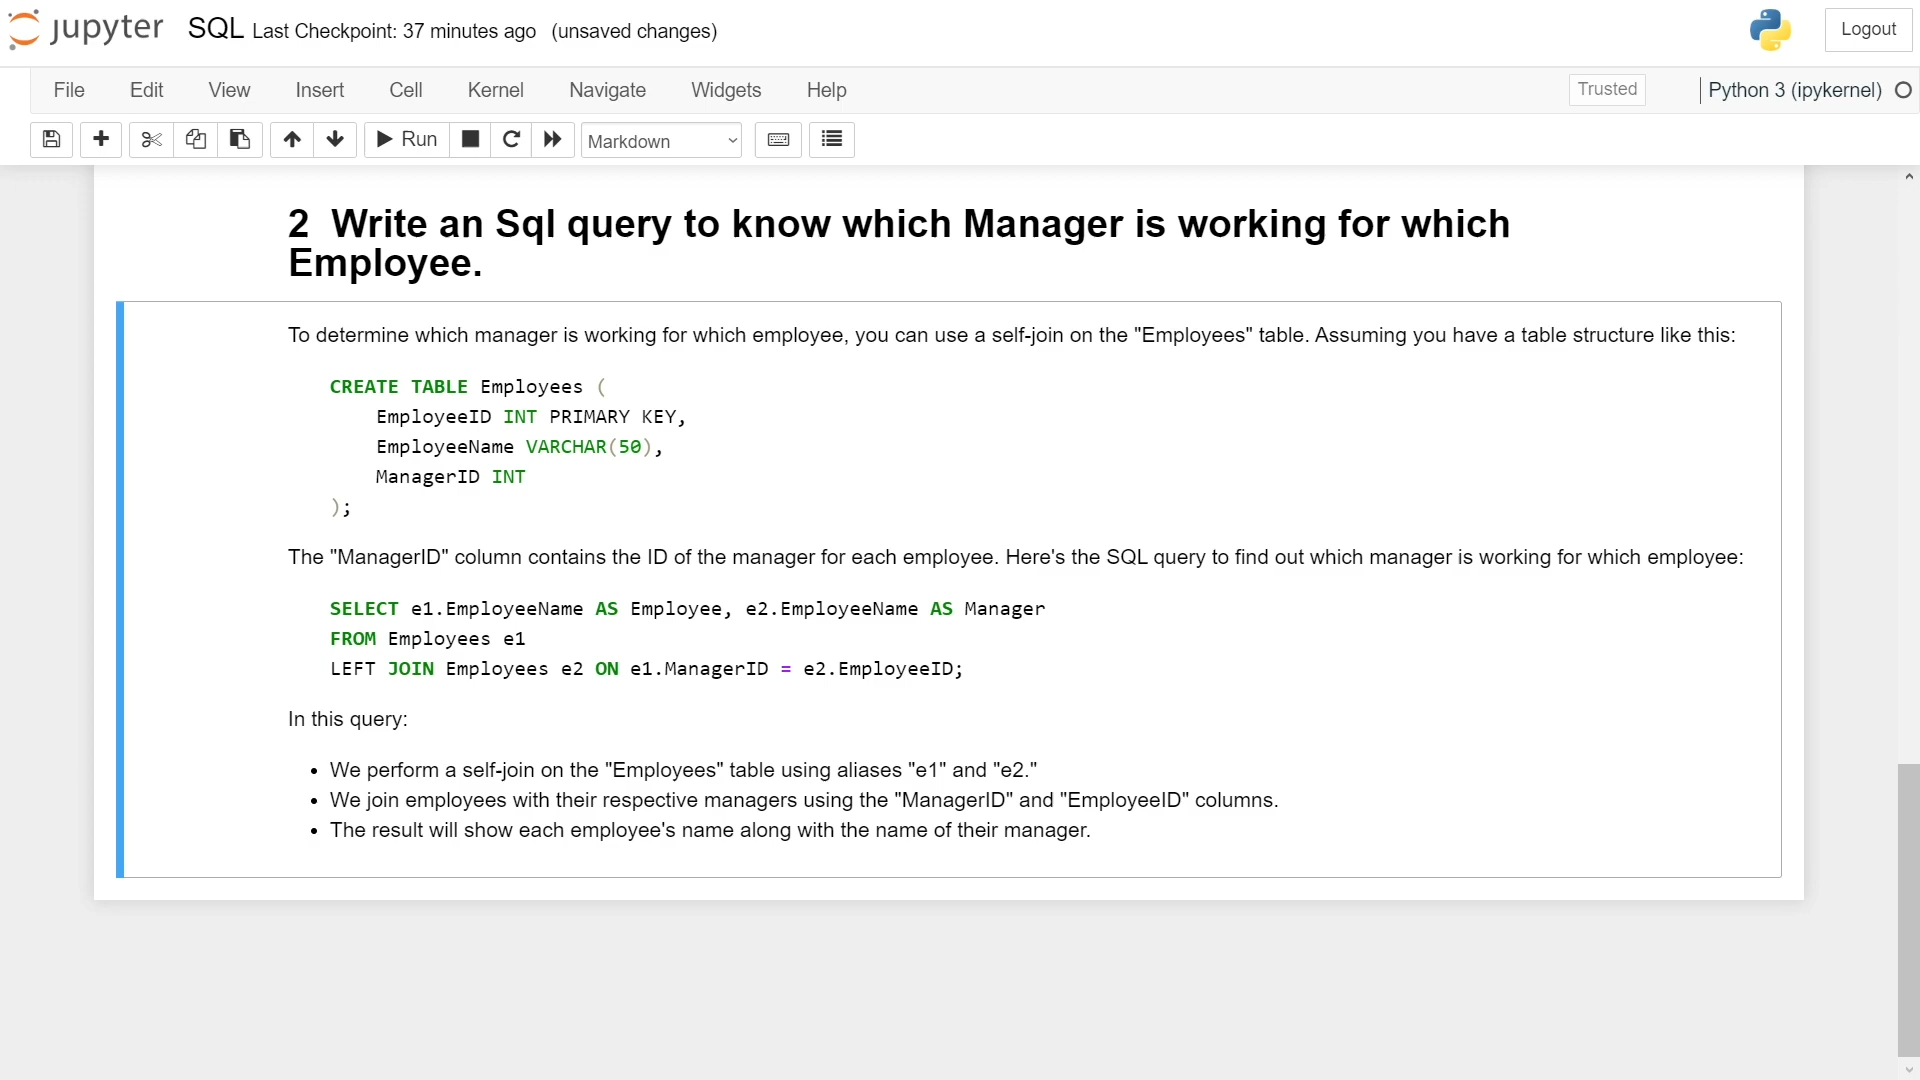 jupyter SQL Last Checkpoint: 37 minutes ago (unsaved changes) Logout
File Edit View Insert Cell Kernel Navigate Widgets Help Trusted Python 3 (ipykernel)
Run Markdown
2 Write an Sql query to know which Manager is working for which
Employee.
To determine which manager is working for which employee, you can use a self-join on the "Employees" table. Assuming you have a table structure like this:
CREATE TABLE Employees (
EmployeeID INT PRIMARY KEY,
EmployeeName VARCHAR(50),
ManagerID INT
);
The "ManagerID" column contains the ID of the manager for each employee. Here's the SQL query to find out which manager is working for which employee:
SELECT e1.EmployeeName AS Employee, e2.EmployeeName AS Manager
FROM Employees e1
LEFT JOIN Employees e2 ON e1.ManagerID = e2.EmployeeID;
In this query:
• We perform a self-join on the "Employees" table using aliases "e1" and "e2."
• We join employees with their respective managers using the "ManagerID" and "EmployeeID" columns.
• The result will show each employee's name along with the name of their manager.